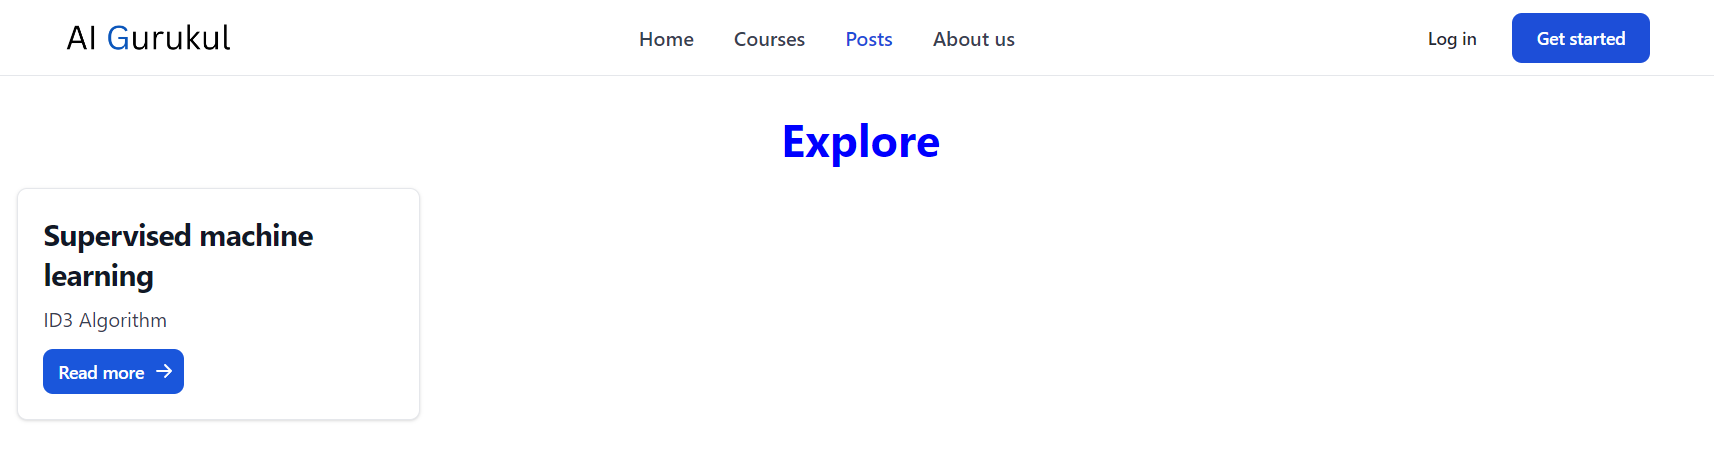 AI Gurukul
Home Courses Posts About us
Log in Get started
Explore
Supervised machine
learning
ID3 Algorithm
Read more